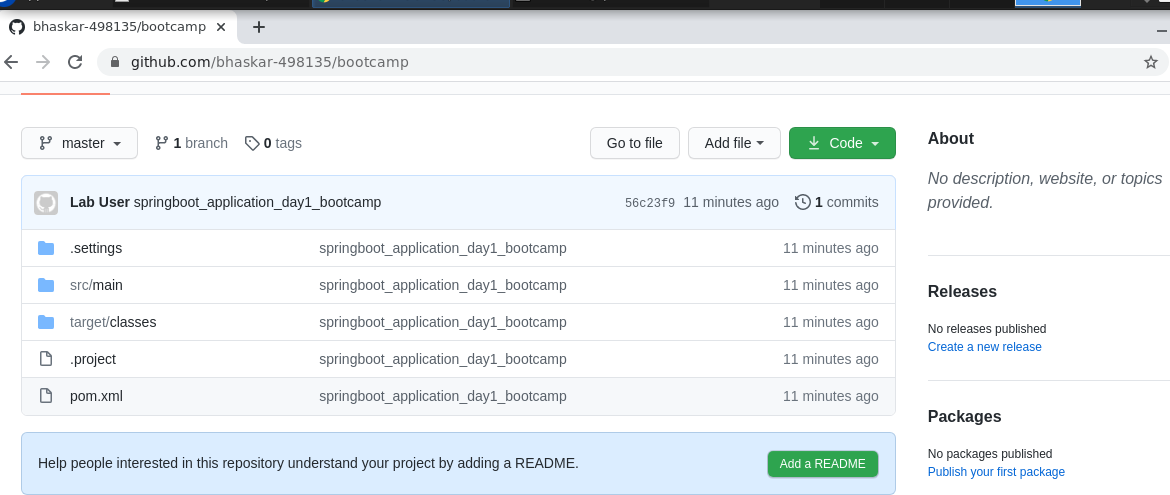 bhaskar-498135/bootcamp
github.com/bhaskar-498135/bootcamp
master 1 branch 0 tags Go to file Add file Code
Lab User springboot_application_day1_bootcamp 56c23f9 11 minutes ago 1 commits
.settings springboot_application_day1_bootcamp 11 minutes ago
src/main springboot_application_day1_bootcamp 11 minutes ago
target/classes springboot_application_day1_bootcamp 11 minutes ago
.project springboot_application_day1_bootcamp 11 minutes ago
pom.xml springboot_application_day1_bootcamp 11 minutes ago
Help people interested in this repository understand your project by adding a README. Add a README
About
No description, website, or topics
provided.
Releases
No releases published
Create a new release
Packages
No packages published
Publish your first package